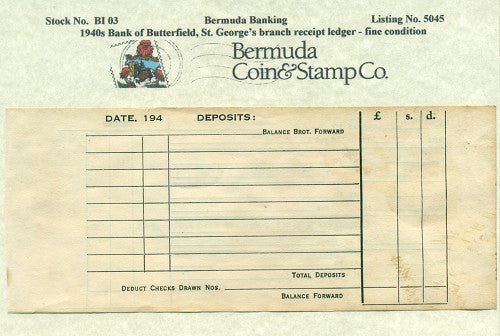 Stock No. BI 03 Bermuda Banking Listing No. 5045
1940s Bank of Butterfield, St. George's branch receipt ledger - fine condition
Bermuda
Coin&Stamp Co.
DATE, 194 DEPOSITS: £ s. d.
BALANCE BROT. FORWARD
TOTAL DEPOSITS
DEDUCT CHECKS DRAWN NOS.
BALANCE FORWARD